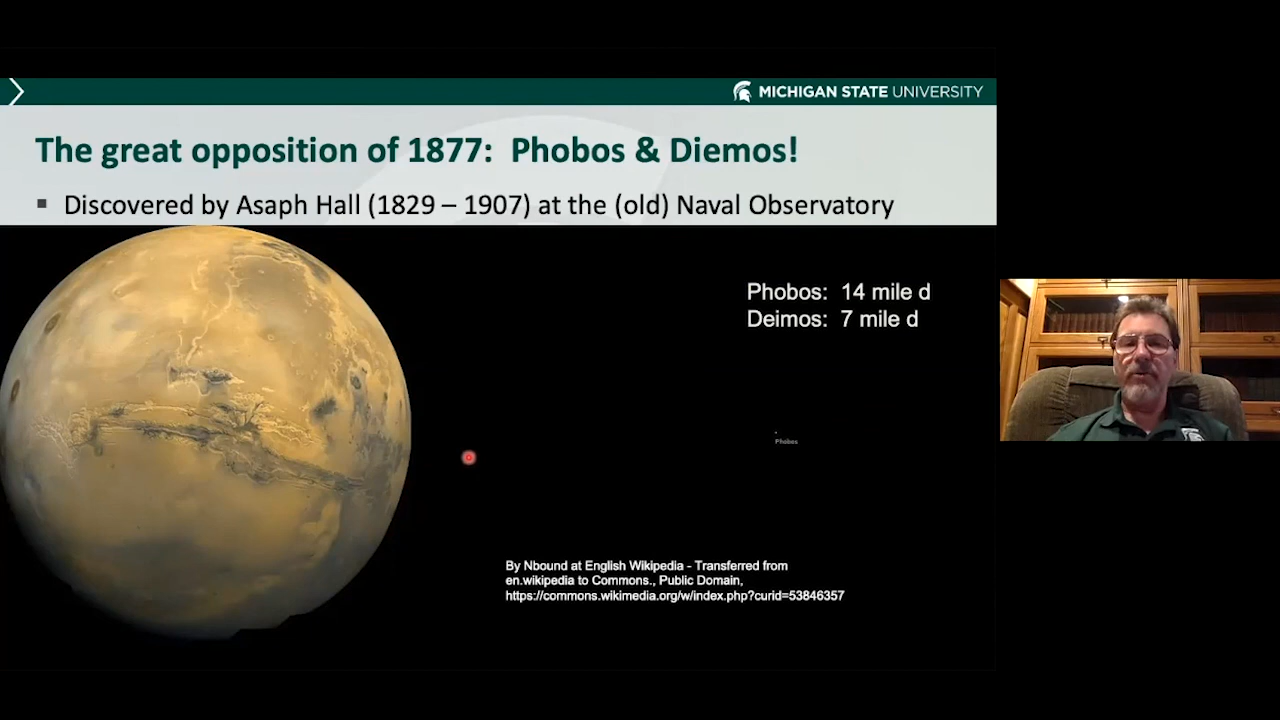 MICHIGAN STATE UNIVERSITY
The great opposition of 1877: Phobos & Diemos!
▪ Discovered by Asaph Hall (1829 – 1907) at the (old) Naval Observatory
Phobos: 14 mile d
Deimos: 7 mile d
Phobos
By Nbound at English Wikipedia - Transferred from
en.wikipedia to Commons., Public Domain,
https://commons.wikimedia.org/w/index.php?curid=53846357